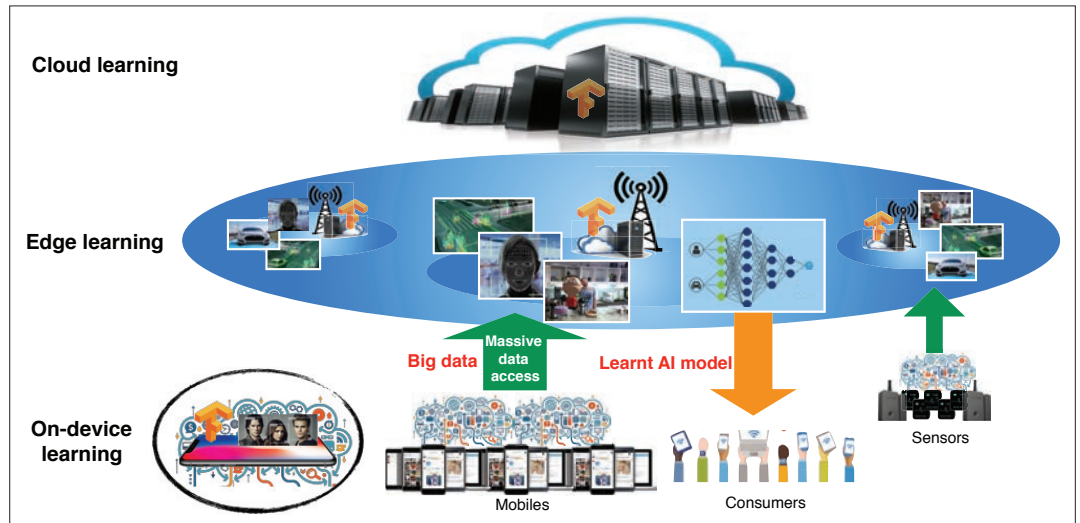 Cloud learning
Edge learning
Big data
Massive
data
access
Learnt AI model
On-device
learning
Mobiles
Consumers
Sensors